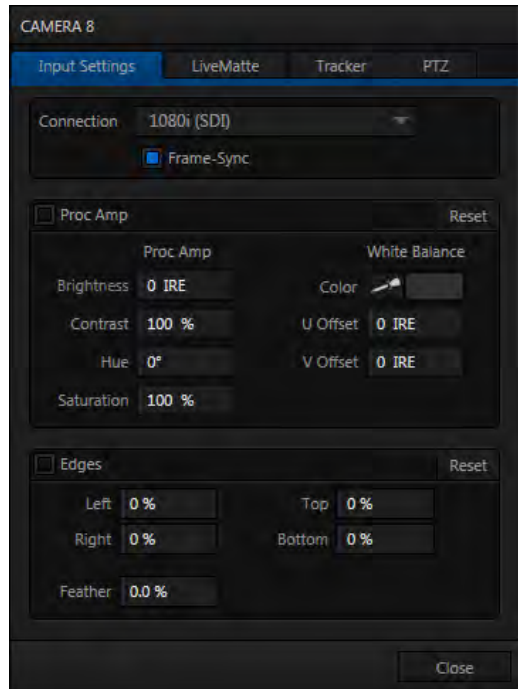 CAMERA 8
Input Settings LiveMatte Tracker PTZ
Connection 1080i (SDI)
Frame-Sync
Proc Amp Reset
Proc Amp White Balance
Brightness 0 IRE Color
Contrast 100 % U Offset 0 IRE
Hue 0° V Offset 0 IRE
Saturation 100 %
Edges Reset
Left 0 % Top 0 %
Right 0 % Bottom 0 %
Feather 0.0 %
Close